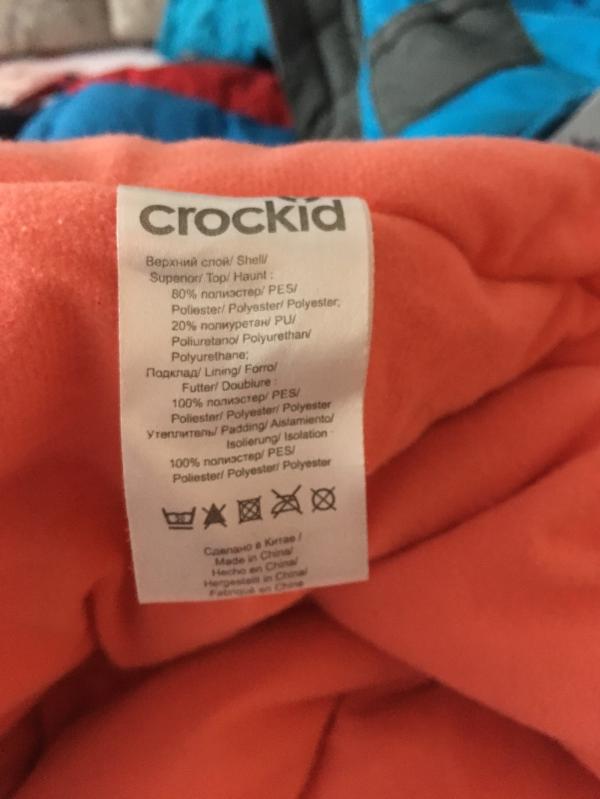 crockid
Верхний слой/ Shell/
Superior/ Top/ Haunt :
80% полиэстер/ PES/
Poliester/ Polyester/ Polyester;
20% полиуретан/ PU/
Poliuretano/ Polyurethan/
Polyurethane;
Подклад/ Lining/ Forro/
Futter/ Doublure :
100% полиэстер/ PES/
Poliester/ Polyester/ Polyester
Утеплитель/ Padding/ Aislamiento/
Isolierung/ Isolation
100% полиэстер/ PES/
Poliester/ Polyester/ Polyester
30
Сделано в Китае /
Made in China/
Hecho en China/
Hergestellt in China/
Fabriqué en Chine